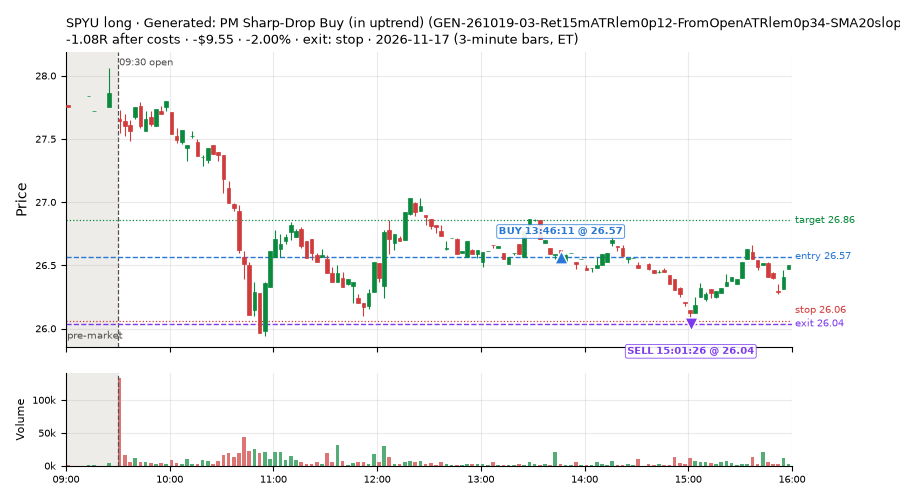 SPYU long · Generated: PM Sharp-Drop Buy (in uptrend) (GEN-261019-03-Ret15mATRlem0p12-FromOpenATRlem0p34-SMA20slop
-1.08R after costs · -$9.55 · -2.00% · exit: stop · 2026-11-17 (3-minute bars, ET)
09:30 open
28.0
27.5
27.0
26.5
26.0
Price
target 26.86
BUY 13:46:11 @ 26.57
entry 26.57
stop 26.06
exit 26.04
pre-market
SELL 15:01:26 @ 26.04
100k
50k
0k
Volume
09:00 10:00 11:00 12:00 13:00 14:00 15:00 16:00